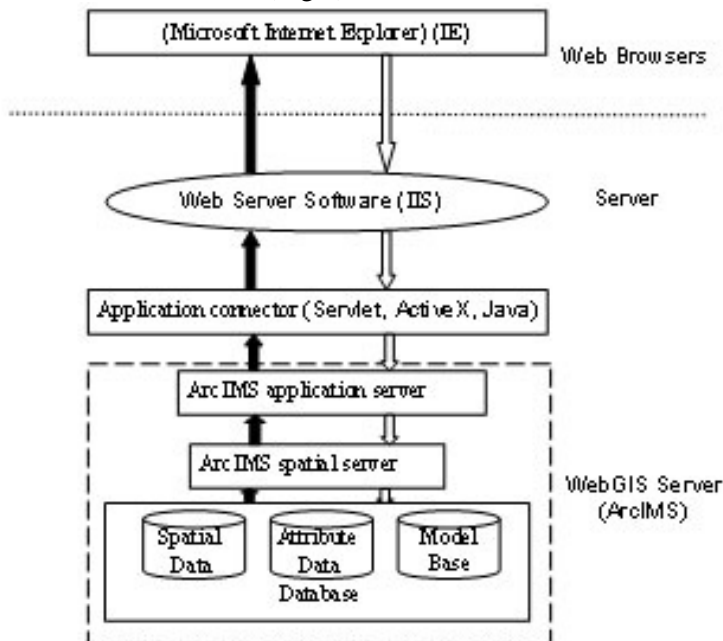 (Microsoft Internet Explorer) (IE)
Web Browsers
Web Server Software (IIS)
Server
Application connector (Servlet, ActiveX, Java)
ArcIMS application server
ArcIMS spatial server
WebGIS Server
(ArcIMS)
Spatial
Data
Attribute
Data
Model
Base
Database